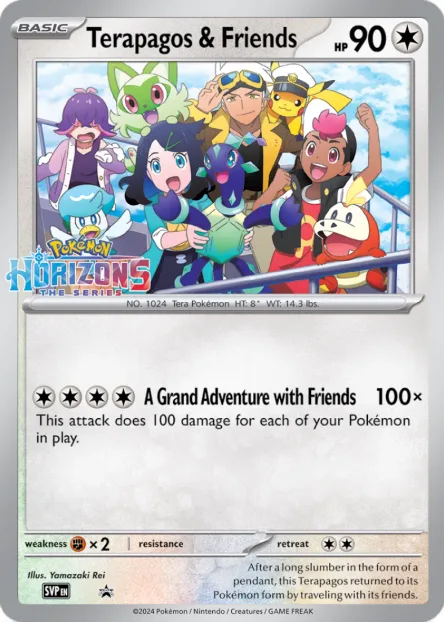 BASIC
Terapagos & Friends HP 90
Pokémon
HORIZONS
THE SERIES
NO. 1024 Tera Pokémon HT: 8" WT: 14.3 lbs.
A Grand Adventure with Friends 100×
This attack does 100 damage for each of your Pokémon
in play.
weakness ×2 resistance retreat
Illus. Yamazaki Rei
SVP EN
After a long slumber in the form of a
pendant, this Terapagos returned to its
Pokémon form by traveling with its friends.
©2024 Pokémon / Nintendo / Creatures / GAME FREAK